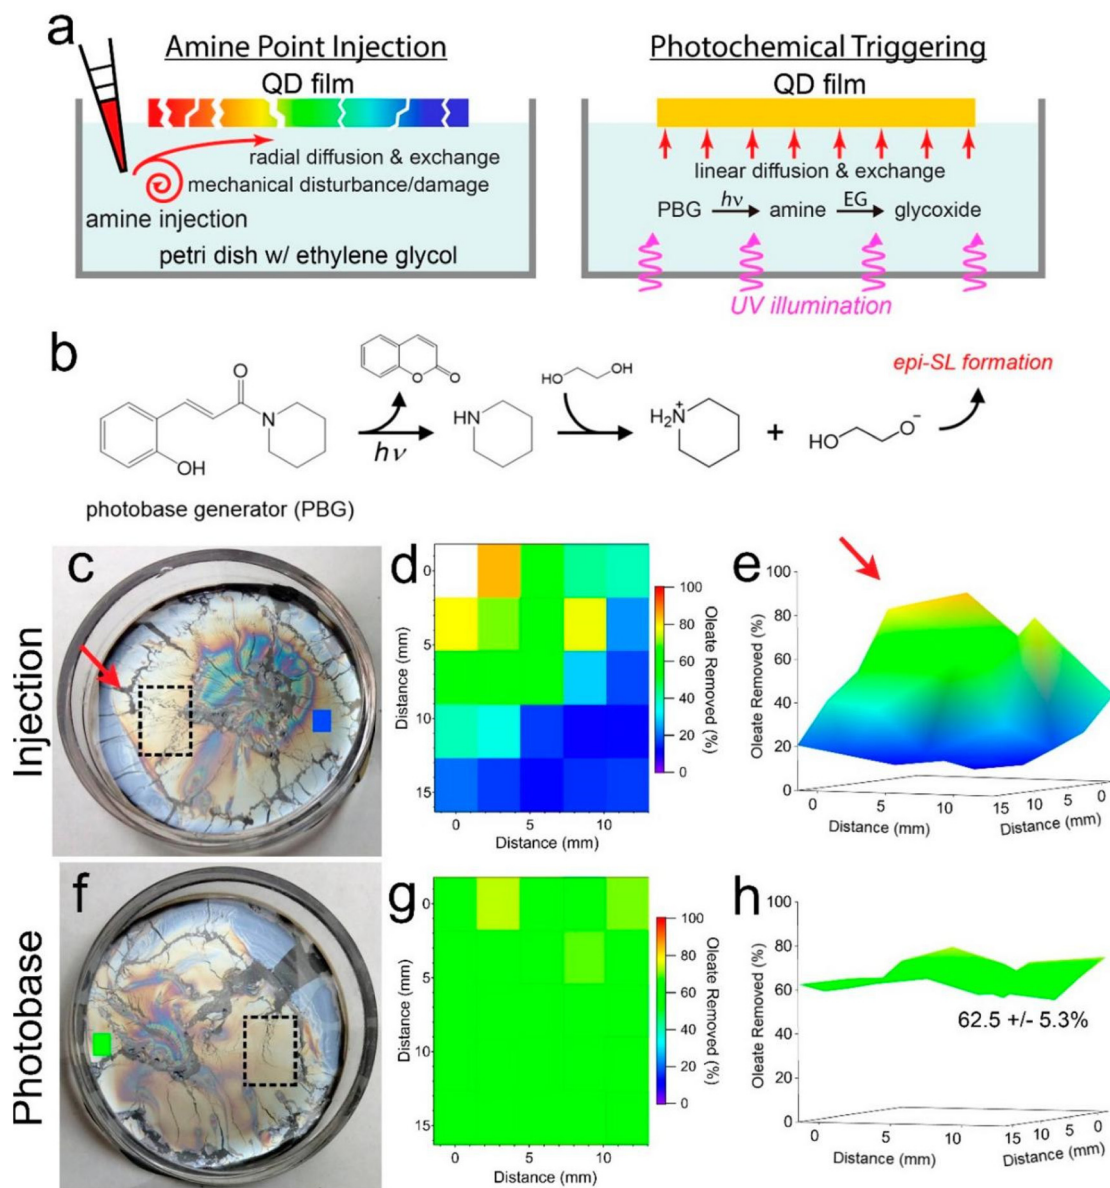 a
Amine Point Injection
QD film
radial diffusion & exchange
mechanical disturbance/damage
amine injection
petri dish w/ ethylene glycol
Photochemical Triggering
QD film
linear diffusion & exchange
PBG hν amine EG glycoxide
UV illumination
b
O
N
OH
photobase generator (PBG)
O O
hν
HN
HO OH
H2N+
+
HO O−
epi-SL formation
Injection
c
d
0
5
10
15
Distance (mm)
0 5 10
Distance (mm)
100
80
60
40
20
0
Oleate Removed (%)
e
100
80
60
40
20
0
Oleate Removed (%)
0 5 10 15 10 5 0
Distance (mm) Distance (mm)
Photobase
f
g
0
5
10
15
Distance (mm)
0 5 10
Distance (mm)
100
80
60
40
20
0
Oleate Removed (%)
h
100
80
60
40
20
0
Oleate Removed (%)
62.5 +/- 5.3%
0 5 10 15 10 5 0
Distance (mm) Distance (mm)